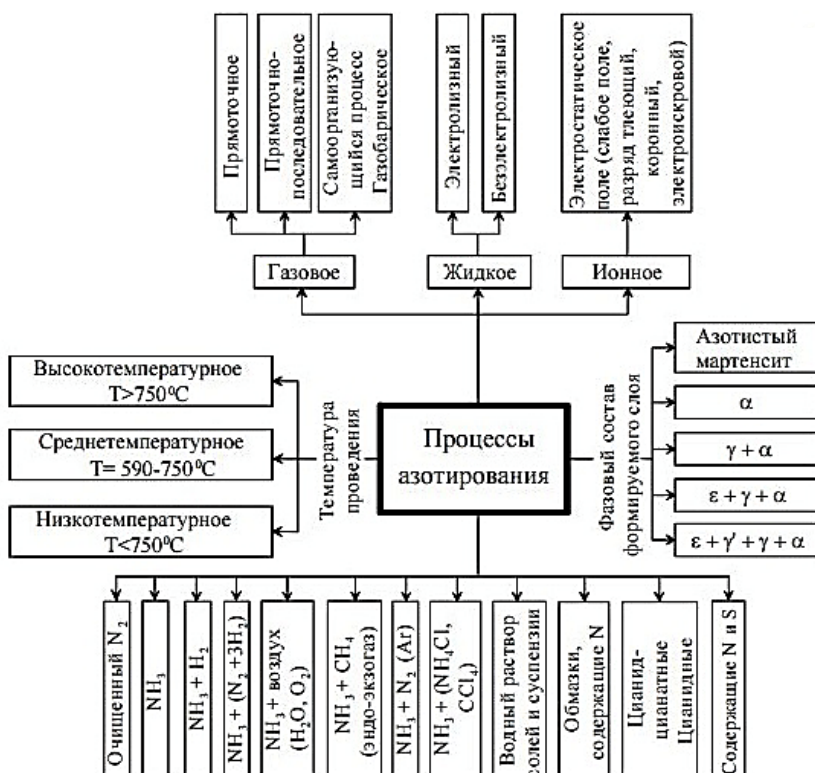 Прямоточное
Прямоточно-
последовательное
Самоорганизую-
щийся процесс
Газобарическое
Электролизный
Безэлектролизный
Электростатическое
поле (слабое поле,
разряд тлеющий,
коронный,
электроискровой)
Газовое
Жидкое
Ионное
Высокотемпературное
T>750⁰C
Среднетемпературное
T= 590-750⁰C
Низкотемпературное
T<750⁰C
Температура
проведения
Процессы
азотирования
Фазовый состав
формируемого слоя
Азотистый
мартенсит
α
γ + α
ε + γ + α
ε + γ' + γ + α
Очищенный N₂
NH₃
NH₃ + H₂
NH₃ + (N₂ +3H₂)
NH₃ + воздух
(H₂O, O₂)
NH₃ + CH₄
(эндо-экзогаз)
NH₃ + N₂ (Ar)
NH₃ + (NH₄Cl,
CCl₄)
Водный раствор
солей и суспензии
Обмазки,
содержащие N
Цианид-
цианатные
Цианидные
Содержащие N и S